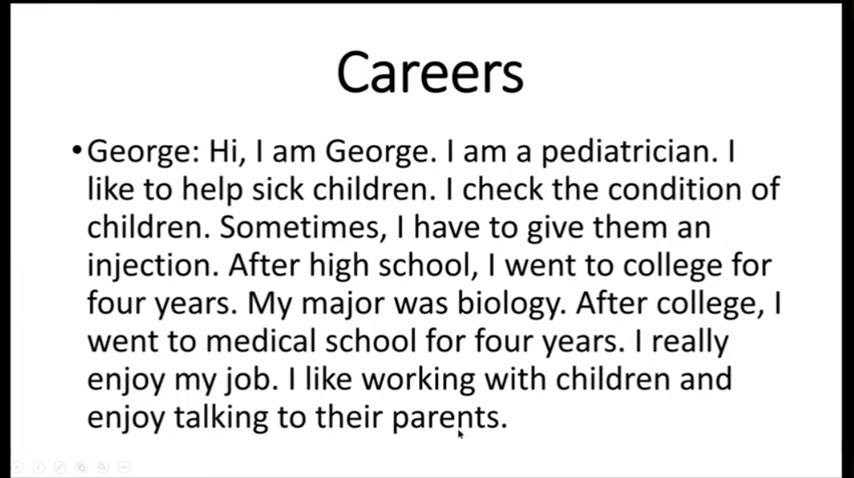 Careers
•George: Hi, I am George. I am a pediatrician. I
like to help sick children. I check the condition of
children. Sometimes, I have to give them an
injection. After high school, I went to college for
four years. My major was biology. After college, I
went to medical school for four years. I really
enjoy my job. I like working with children and
enjoy talking to their parents.